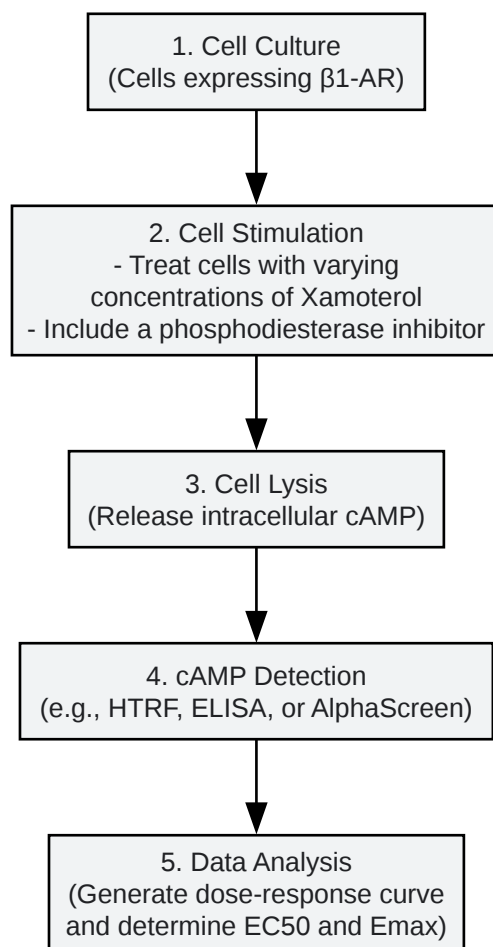 1. Cell Culture
(Cells expressing β1-AR)
2. Cell Stimulation
- Treat cells with varying
concentrations of Xamoterol
- Include a phosphodiesterase inhibitor
3. Cell Lysis
(Release intracellular cAMP)
4. cAMP Detection
(e.g., HTRF, ELISA, or AlphaScreen)
5. Data Analysis
(Generate dose-response curve
and determine EC50 and Emax)